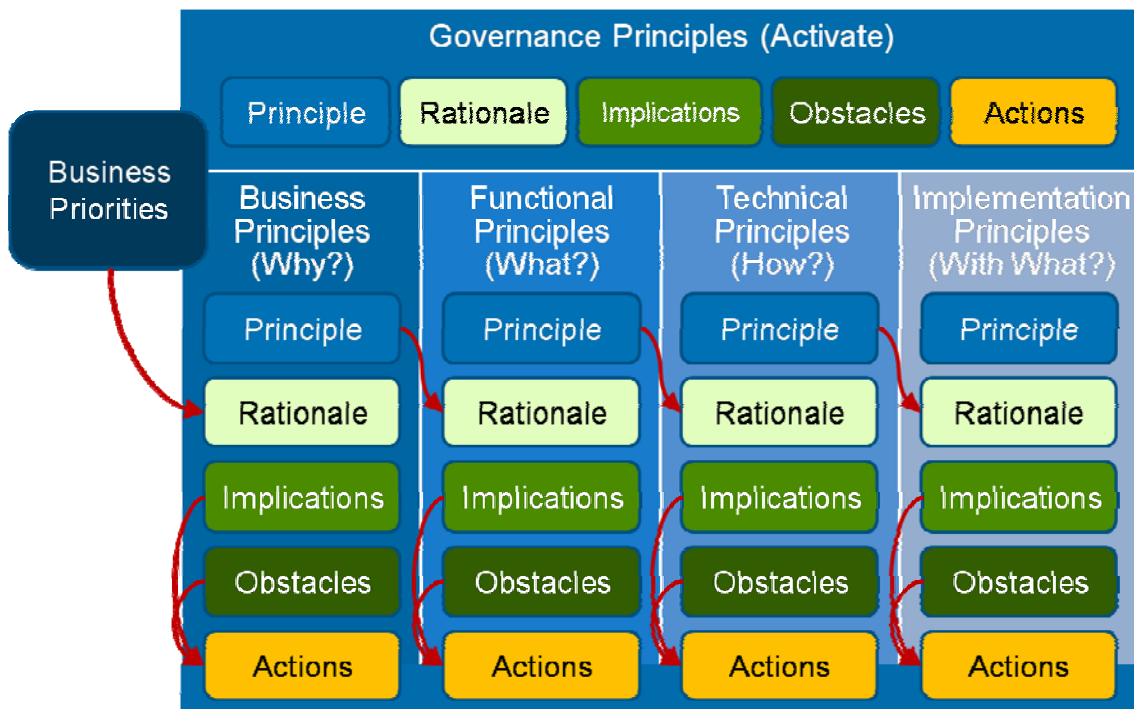 Governance Principles (Activate)
Principle
Rationale
Implications
Obstacles
Actions
Business
Priorities
Business
Principles
(Why?)
Functional
Principles
(What?)
Technical
Principles
(How?)
Implementation
Principles
(With What?)
Principle
Principle
Principle
Principle
Rationale
Rationale
Rationale
Rationale
Implications
Implications
Implications
Implications
Obstacles
Obstacles
Obstacles
Obstacles
Actions
Actions
Actions
Actions